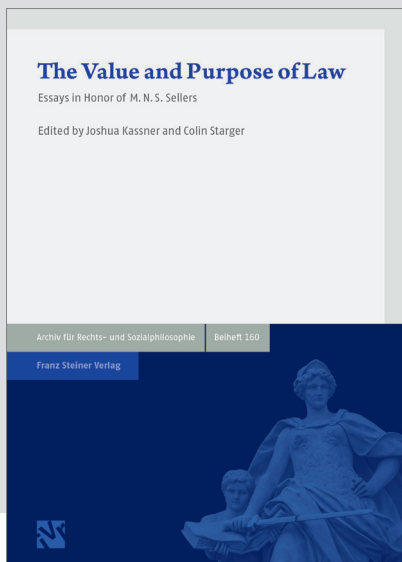 The Value and Purpose of Law
Essays in Honor of M. N. S. Sellers
Edited by Joshua Kassner and Colin Starger
Archiv für Rechts- und Sozialphilosophie Beiheft 160
Franz Steiner Verlag